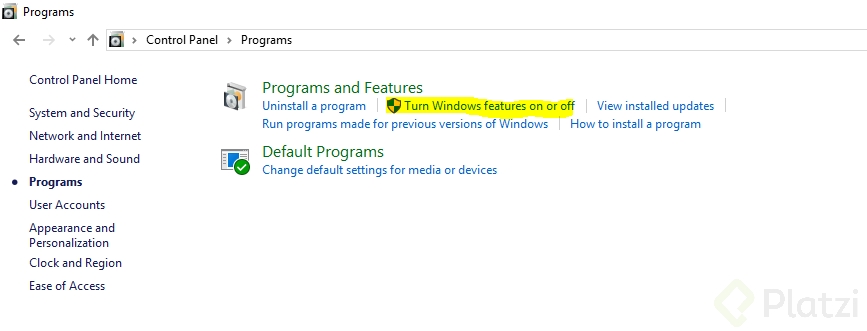 Programs
Control Panel > Programs
Control Panel Home
System and Security
Network and Internet
Hardware and Sound
Programs
User Accounts
Appearance and
Personalization
Clock and Region
Ease of Access
Programs and Features
Uninstall a program Turn Windows features on or off View installed updates
Run programs made for previous versions of Windows How to install a program
Default Programs
Change default settings for media or devices
Platzi